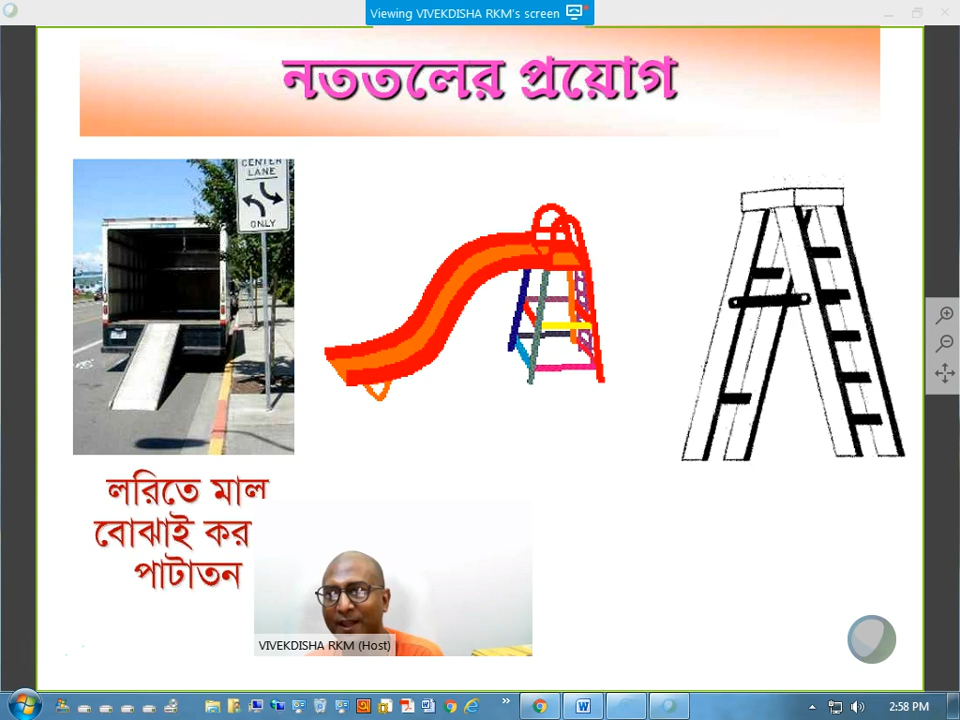 Viewing VIVEKDISHA RKM's screen
নততলের প্রয়োগ
CENTER
LANE
ONLY
লরিতে মাল
বোঝাই কর
পাটাতন
VIVEKDISHA RKM (Host)
2:58 PM